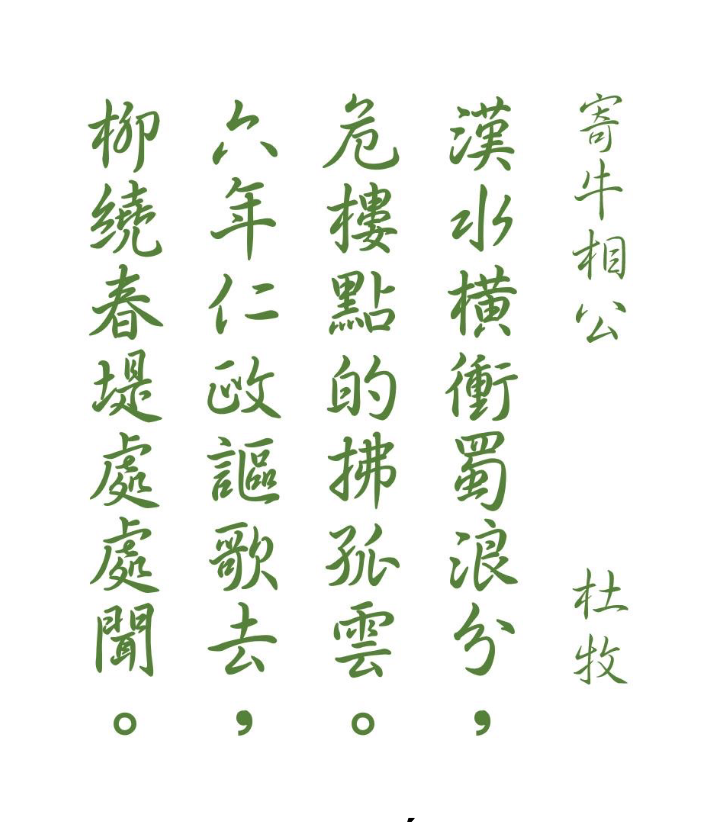 寄牛相公 杜牧
漢水橫衝蜀浪分，
危樓點的拂孤雲。
六年仁政謳歌去，
柳繞春堤處處聞。